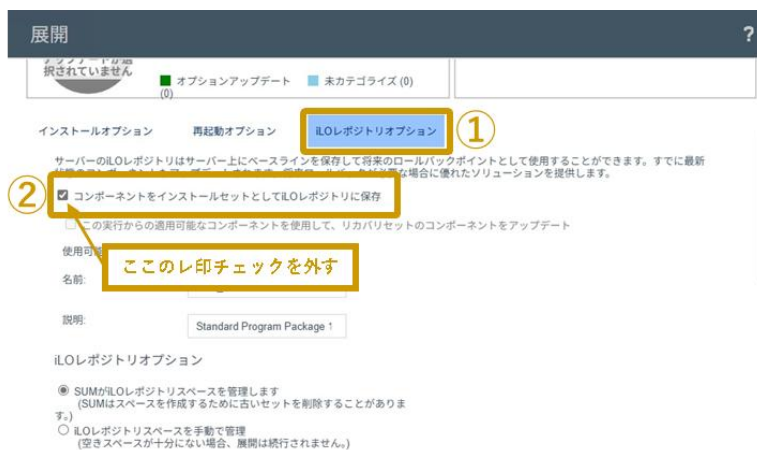 展開
?
択されていません
オプションアップデート 未カテゴライズ (0)
(0)
インストールオプション 再起動オプション iLOレポジトリオプション ①
サーバーのiLOレポジトリはサーバー上にベースラインを保存して将来のロールバックポイントとして使用することができます。すでに最新
な場合に優れたソリューションを提供します。
② コンポーネントをインストールセットとしてiLOレポジトリに保存
この実行からの適用可能なコンポーネントを使用して、リカバリセットのコンポーネントをアップデート
使用可能
ここのレ印チェックを外す
名前:
説明: Standard Program Package 1
iLOレポジトリオプション
SUMがiLOレポジトリスペースを管理します
(SUMはスペースを作成するために古いセットを削除することがありま
す。)
iLOレポジトリスペースを手動で管理
(空きスペースが十分にない場合、展開は続行されません。)